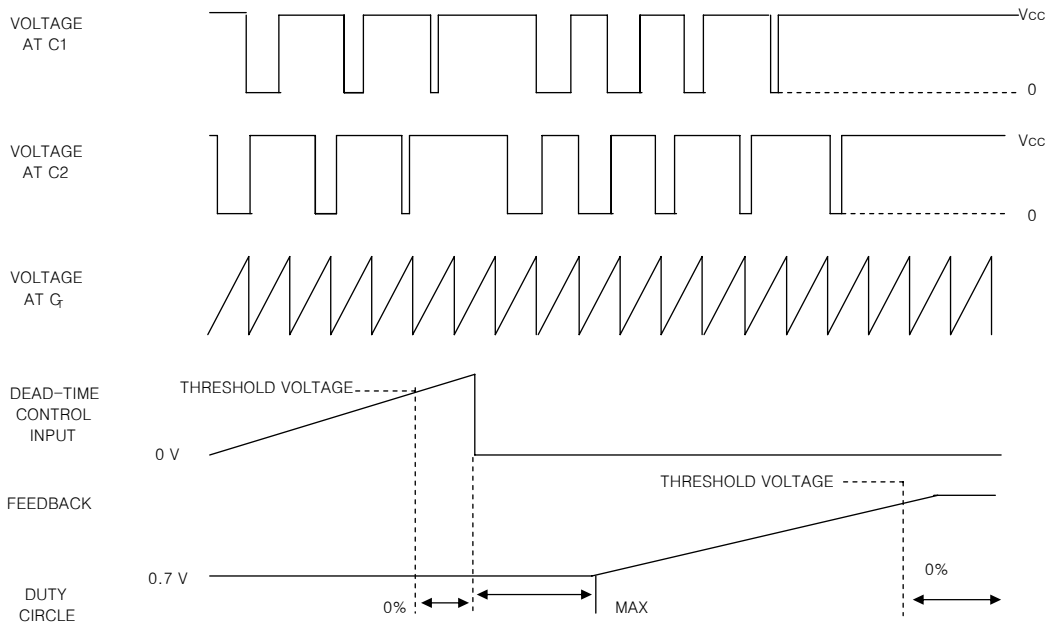 VOLTAGE
AT C1
Vcc
0
VOLTAGE
AT C2
Vcc
0
VOLTAGE
AT CT
DEAD-TIME
CONTROL
INPUT
THRESHOLD VOLTAGE
0 V
FEEDBACK
THRESHOLD VOLTAGE
0.7 V
DUTY
CIRCLE
0%
MAX
0%